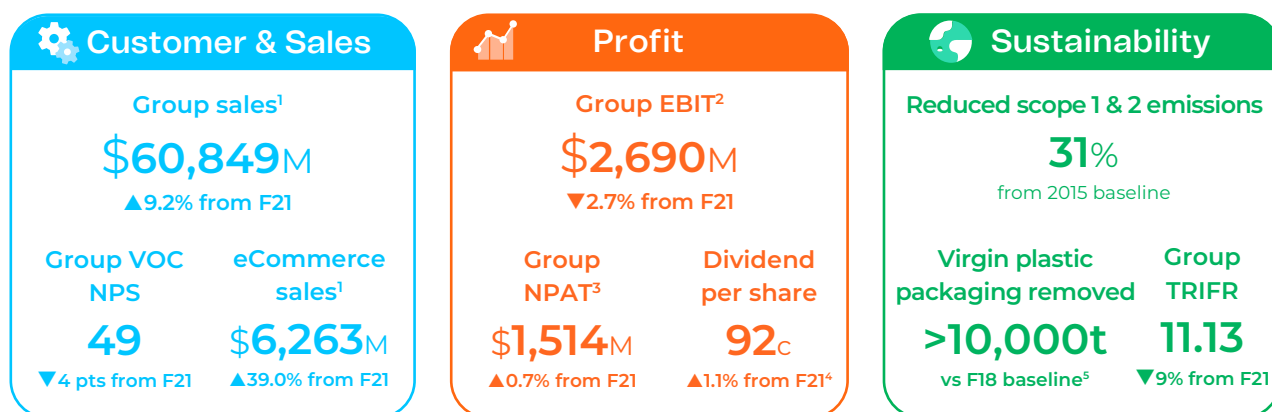 Customer & Sales
Group sales¹
$60,849M
▲9.2% from F21
Group VOC
NPS
49
▼4 pts from F21
eCommerce
sales¹
$6,263M
▲39.0% from F21
Profit
Group EBIT²
$2,690M
▼2.7% from F21
Group
NPAT³
$1,514M
▲0.7% from F21
Dividend
per share
92c
▲1.1% from F21⁴
Sustainability
Reduced scope 1 & 2 emissions
31%
from 2015 baseline
Virgin plastic
packaging removed
>10,000t
vs F18 baseline⁵
Group
TRIFR
11.13
▼9% from F21